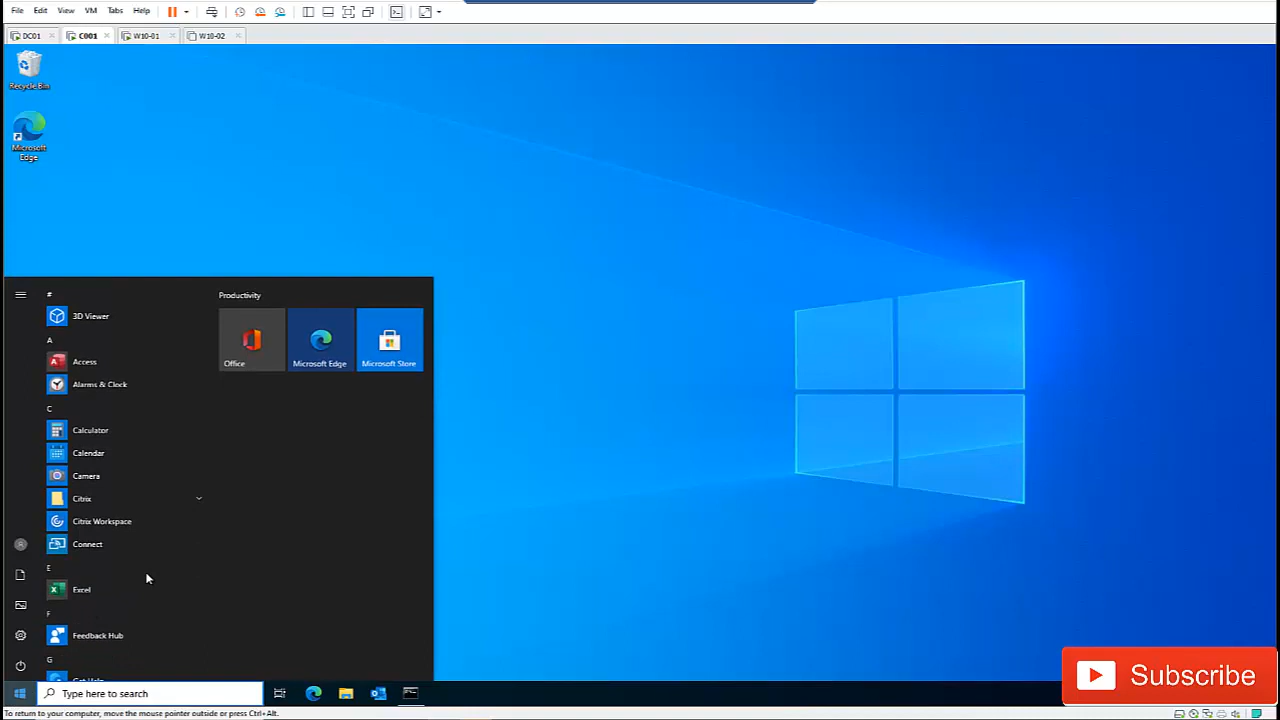 File Edit View VM Tabs Help
DC01 C001 W10-01 W10-02
Recycle Bin
Microsoft
Edge
#
Productivity
3D Viewer
A
Access
Office
Microsoft Edge
Microsoft Store
Alarms & Clock
C
Calculator
Calendar
Camera
Citrix
Citrix Workspace
Connect
E
Excel
F
Feedback Hub
G
Get Help
Type here to search
Subscribe
To return to your computer, move the mouse pointer outside or press Ctrl+Alt.